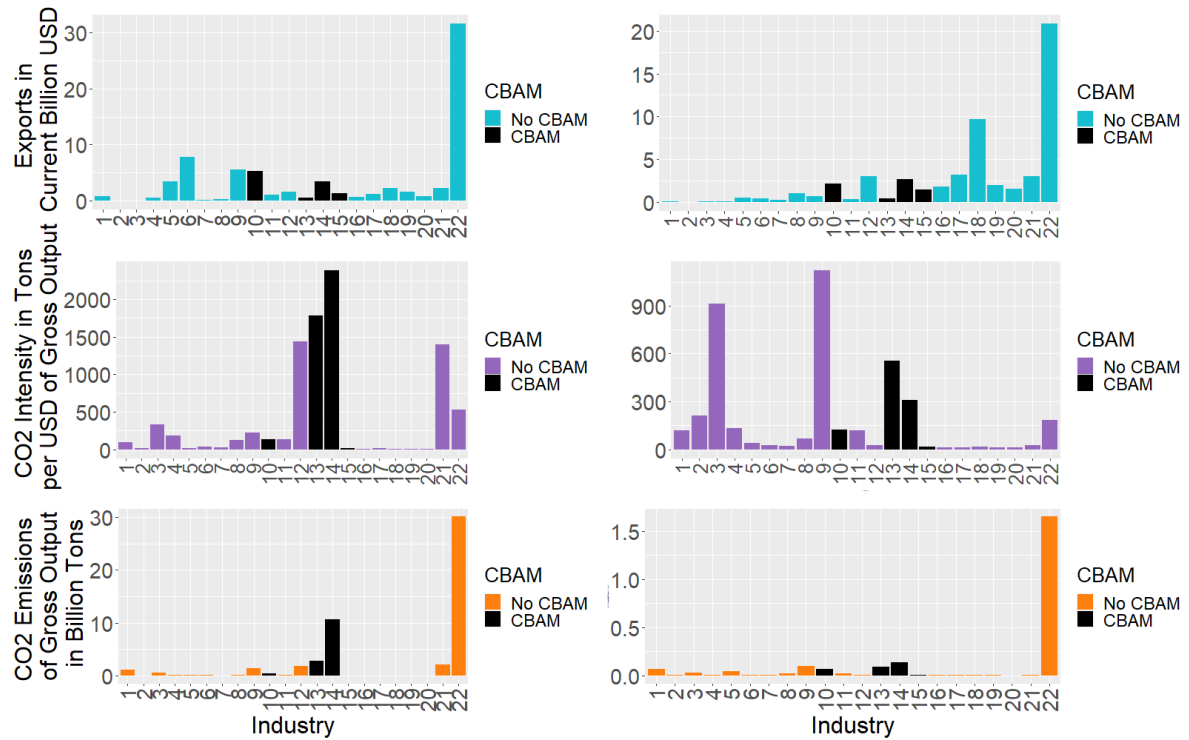 Exports in
Current Billion USD
30
20
10
0
1 2 3 4 5 6 7 8 9 10 11 12 13 14 15 16 17 18 19 20 21 22
CBAM
No CBAM
CBAM
20
15
10
5
0
1 2 3 4 5 6 7 8 9 10 11 12 13 14 15 16 17 18 19 20 21 22
CBAM
No CBAM
CBAM
CO2 Intensity in Tons
per USD of Gross Output
2000
1500
1000
500
0
1 2 3 4 5 6 7 8 9 10 11 12 13 14 15 16 17 18 19 20 21 22
CBAM
No CBAM
CBAM
900
600
300
0
1 2 3 4 5 6 7 8 9 10 11 12 13 14 15 16 17 18 19 20 21 22
CBAM
No CBAM
CBAM
CO2 Emissions
of Gross Output
in Billion Tons
30
20
10
0
1 2 3 4 5 6 7 8 9 10 11 12 13 14 15 16 17 18 19 20 21 22
Industry
CBAM
No CBAM
CBAM
1.5
1.0
0.5
0.0
1 2 3 4 5 6 7 8 9 10 11 12 13 14 15 16 17 18 19 20 21 22
Industry
CBAM
No CBAM
CBAM